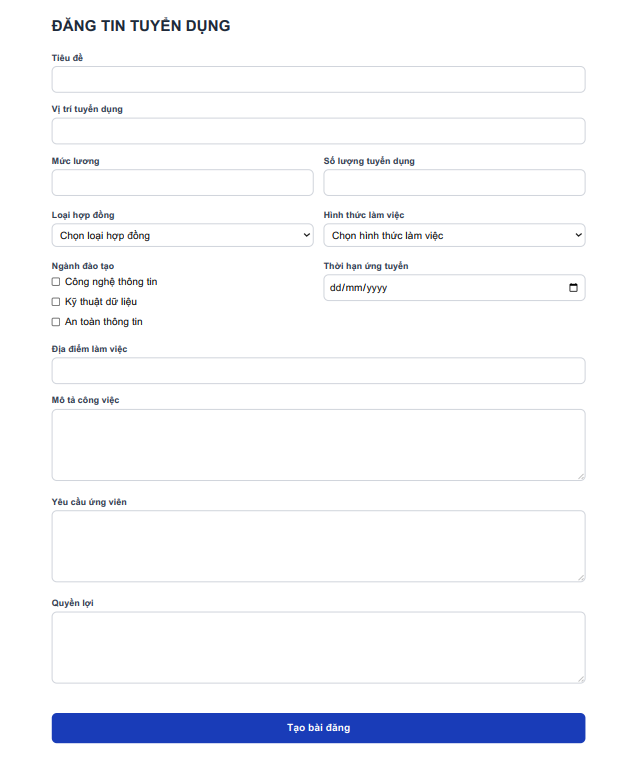 ĐĂNG TIN TUYỂN DỤNG
Tiêu đề
Vị trí tuyển dụng
Mức lương
Số lượng tuyển dụng
Loại hợp đồng
Hình thức làm việc
Chọn loại hợp đồng
Chọn hình thức làm việc
Ngành đào tạo
Thời hạn ứng tuyển
Công nghệ thông tin
dd/mm/yyyy
Kỹ thuật dữ liệu
An toàn thông tin
Địa điểm làm việc
Mô tả công việc
Yêu cầu ứng viên
Quyền lợi
Tạo bài đăng